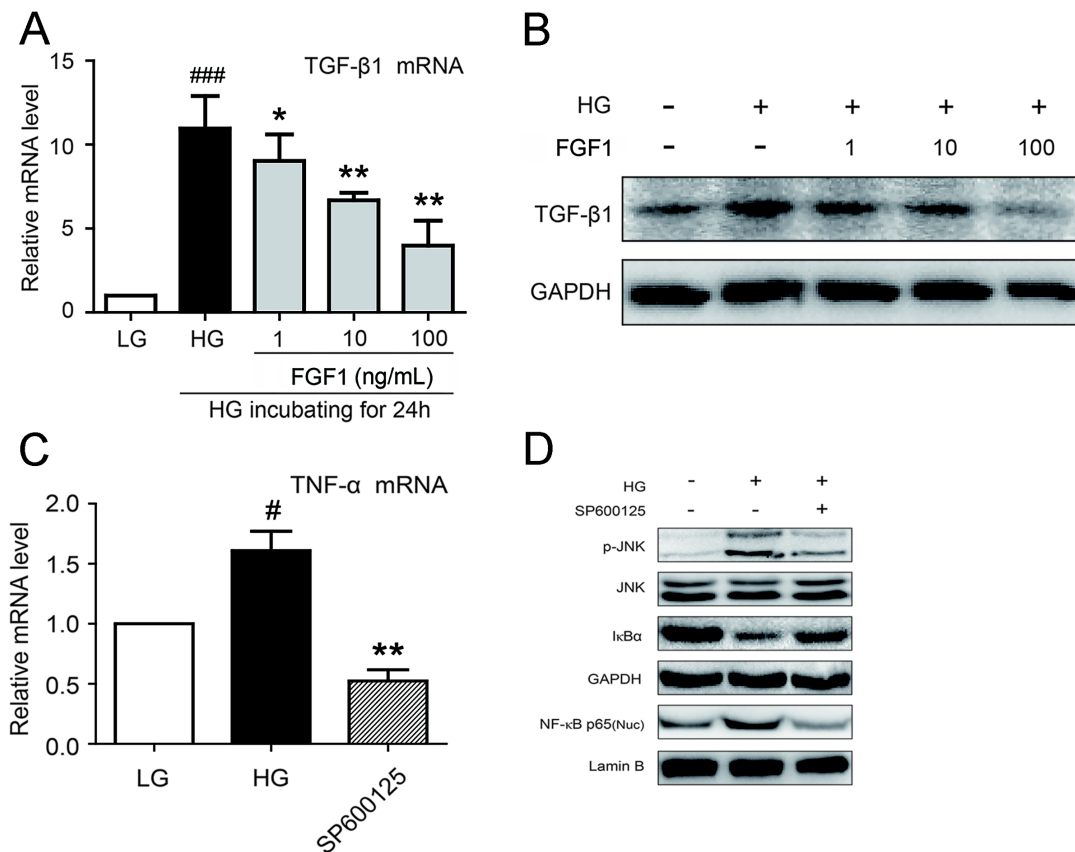 A
TGF-β1 mRNA
Relative mRNA level
15
10
5
0
###
*
**
**
LG HG 1 10 100
FGF1 (ng/mL)
HG incubating for 24h
B
HG - + + + +
FGF1 - - 1 10 100
TGF-β1
GAPDH
C
TNF-α mRNA
Relative mRNA level
2.0
1.5
1.0
0.5
0.0
#
**
LG HG SP600125
D
HG - + +
SP600125 - - +
p-JNK
JNK
IκBα
GAPDH
NF-κB p65(Nuc)
Lamin B